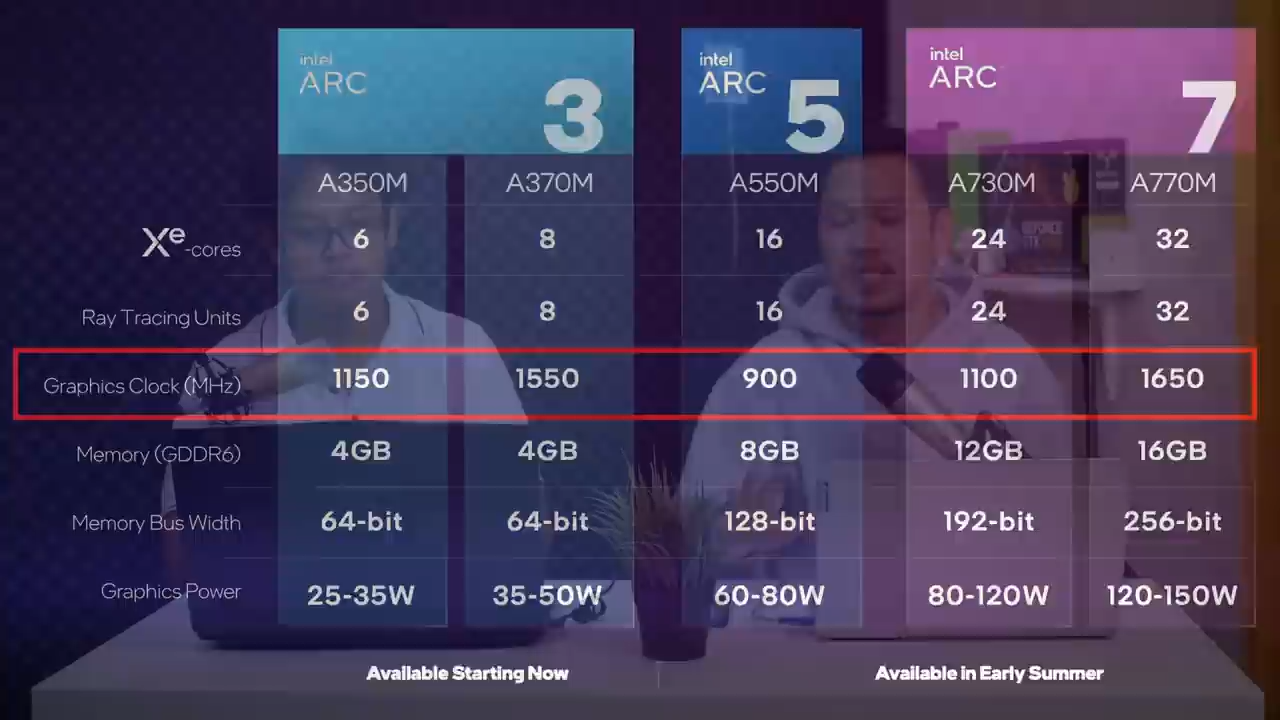 intel
ARC
3
intel
ARC
5
intel
ARC
7
A350M A370M A550M A730M A770M
Xe-cores 6 8 16 24 32
Ray Tracing Units 6 8 16 24 32
Graphics Clock (MHz) 1150 1550 900 1100 1650
Memory (GDDR6) 4GB 4GB 8GB 12GB 16GB
Memory Bus Width 64-bit 64-bit 128-bit 192-bit 256-bit
Graphics Power 25-35W 35-50W 60-80W 80-120W 120-150W
Available Starting Now Available in Early Summer